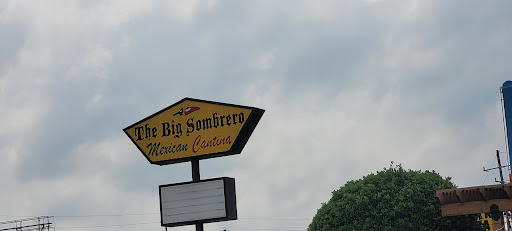 The Big Sombrero
Mexican Cantina